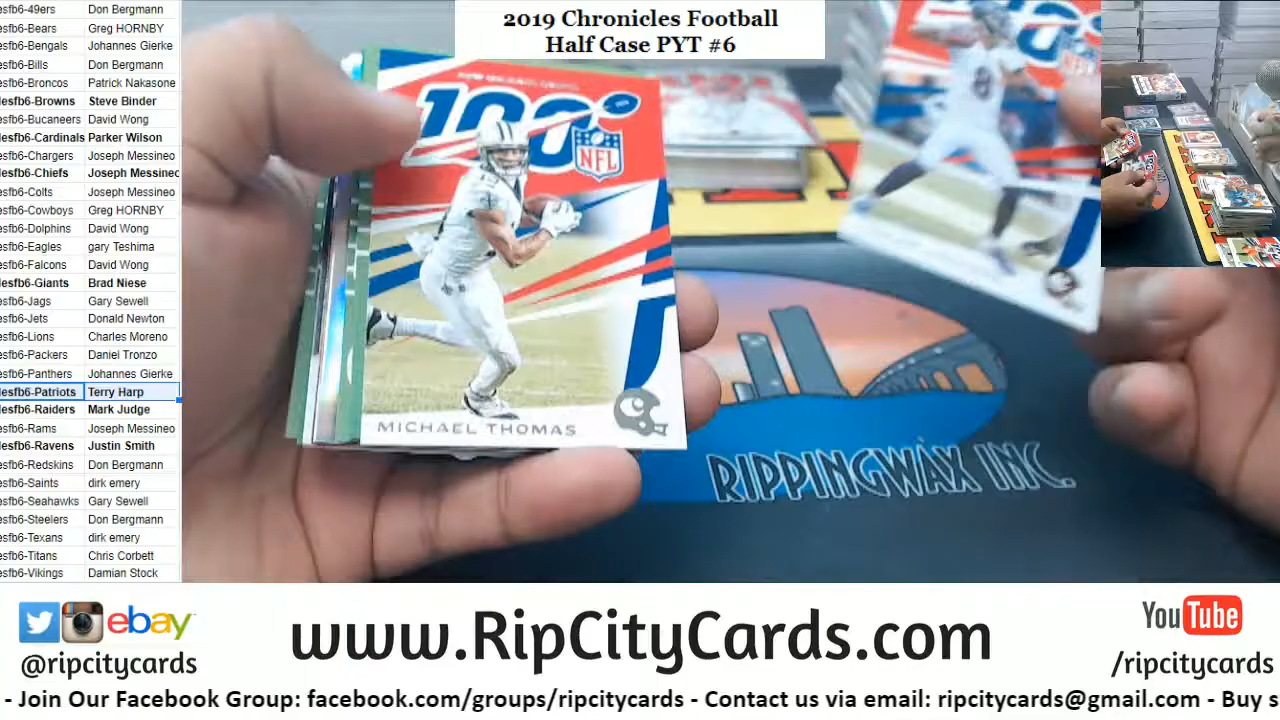 2019 Chronicles Football
Half Case PYT #6
esfb6-49ers Don Bergmann
esfb6-Bears Greg HORNBY
esfb6-Bengals Johannes Gierke
esfb6-Bills Don Bergmann
esfb6-Broncos Patrick Nakasone
esfb6-Browns Steve Binder
esfb6-Bucaneers David Wong
lesfb6-Cardinals Parker Wilson
esfb6-Chargers Joseph Messineo
lesfb6-Chiefs Joseph Messinec
esfb6-Colts Joseph Messineo
esfb6-Cowboys Greg HORNBY
esfb6-Dolphins David Wong
esfb6-Eagles gary Teshima
esfb6-Falcons David Wong
lesfb6-Giants Brad Niese
esfb6-Jags Gary Sewell
esfb6-Jets Donald Newton
esfb6-Lions Charles Moreno
esfb6-Packers Daniel Tronzo
esfb6-Panthers Johannes Gierke
lesfb6-Patriots Terry Harp
lesfb6-Raiders Mark Judge
esfb6-Rams Joseph Messineo
lesfb6-Ravens Justin Smith
esfb6-Redskins Don Bergmann
esfb6-Saints dirk emery
esfb6-Seahawks Gary Sewell
esfb6-Steelers Don Bergmann
esfb6-Texans dirk emery
esfb6-Titans Chris Corbett
esfb6-Vikings Damian Stock
100
NFL
MICHAEL THOMAS
NFL
RIPPINGWAX INC.
ebay
@ripcitycards
www.RipCityCards.com
YouTube
/ripcitycards
- Join Our Facebook Group: facebook.com/groups/ripcitycards - Contact us via email: ripcitycards@gmail.com - Buy s